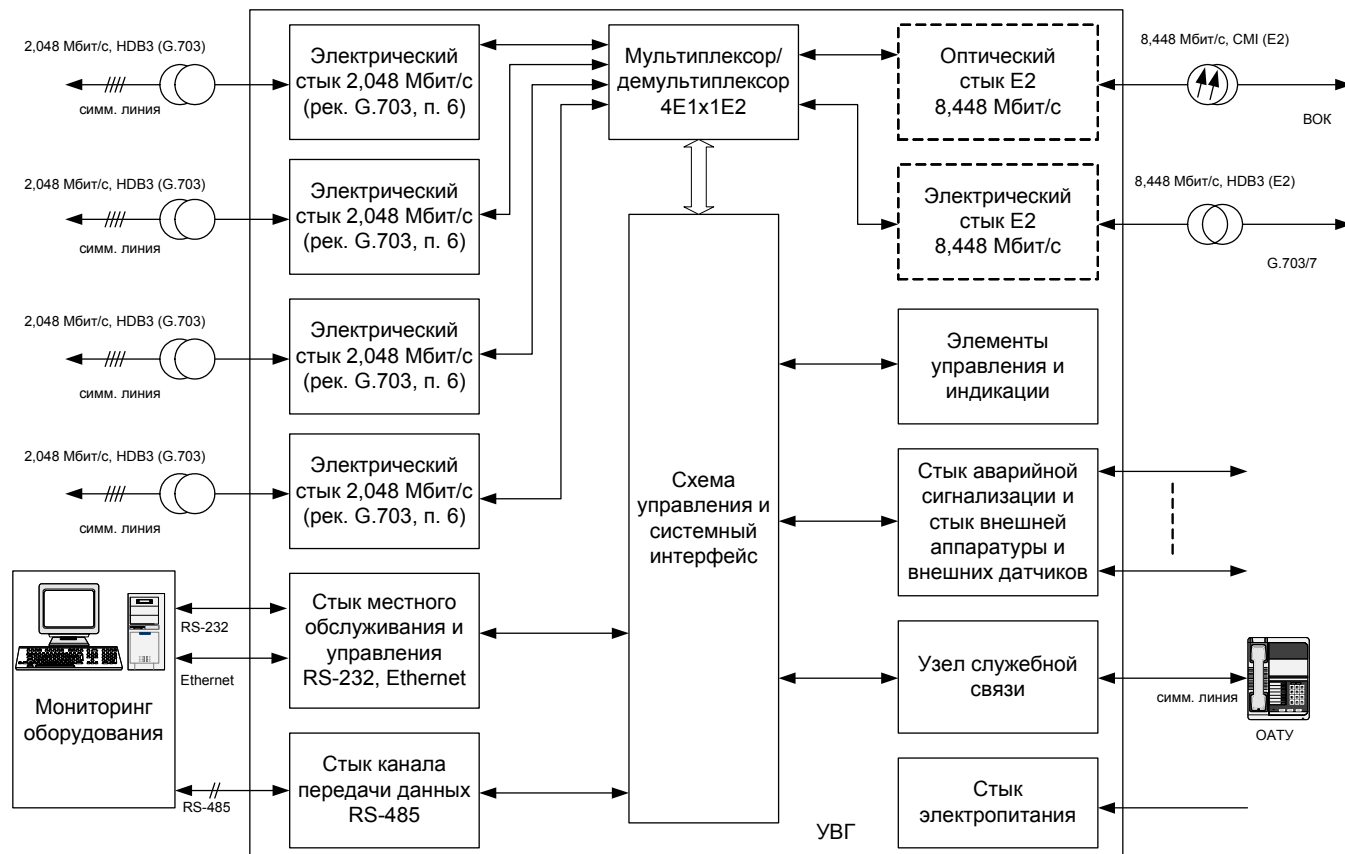 2,048 Мбит/с, HDB3 (G.703)
симм. линия
Электрический
стык 2,048 Мбит/с
(рек. G.703, п. 6)
Мультиплексор/
демультиплексор
4E1x1E2
Оптический
стык E2
8,448 Мбит/с
8,448 Мбит/с, CMI (E2)
ВОК
2,048 Мбит/с, HDB3 (G.703)
симм. линия
Электрический
стык 2,048 Мбит/с
(рек. G.703, п. 6)
Электрический
стык E2
8,448 Мбит/с
8,448 Мбит/с, HDB3 (E2)
G.703/7
2,048 Мбит/с, HDB3 (G.703)
симм. линия
Электрический
стык 2,048 Мбит/с
(рек. G.703, п. 6)
Элементы
управления и
индикации
2,048 Мбит/с, HDB3 (G.703)
симм. линия
Электрический
стык 2,048 Мбит/с
(рек. G.703, п. 6)
Схема
управления и
системный
интерфейс
Стык аварийной
сигнализации и
стык внешней
аппаратуры и
внешних датчиков
Мониторинг
оборудования
RS-232
Ethernet
RS-485
Стык местного
обслуживания и
управления
RS-232, Ethernet
Узел служебной
связи
симм. линия
ОАТУ
Стык канала
передачи данных
RS-485
Стык
электропитания
УВГ